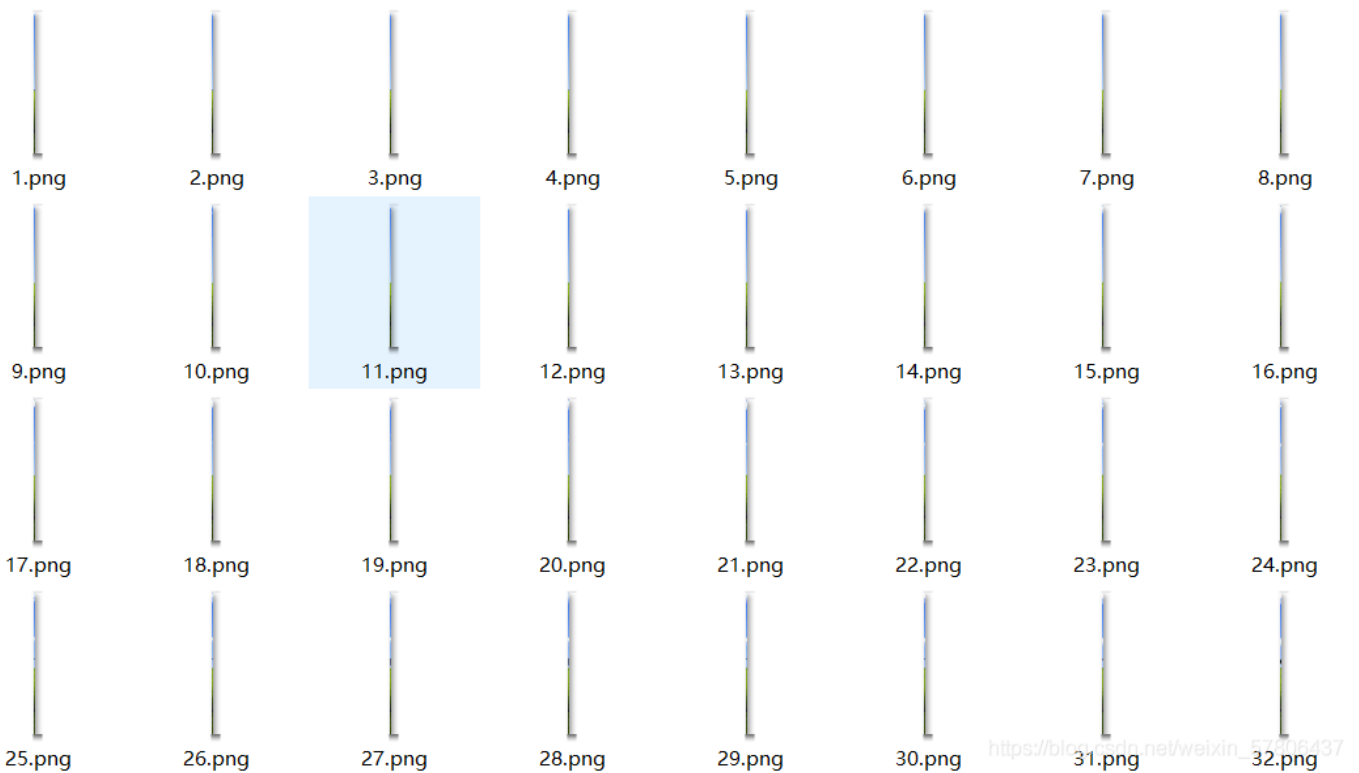 1.png 2.png 3.png 4.png 5.png 6.png 7.png 8.png
9.png 10.png 11.png 12.png 13.png 14.png 15.png 16.png
17.png 18.png 19.png 20.png 21.png 22.png 23.png 24.png
25.png 26.png 27.png 28.png 29.png 30.png 31.png 32.png
https://blog.csdn.net/weixin_57806437